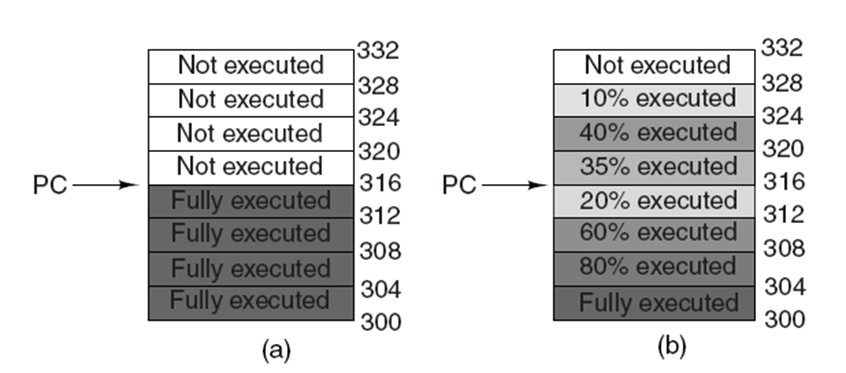 332
Not executed
328
Not executed
324
Not executed
320
Not executed
PC
316
Fully executed
312
Fully executed
308
Fully executed
304
Fully executed
300
(a)
332
Not executed
328
10% executed
324
40% executed
320
35% executed
PC
316
20% executed
312
60% executed
308
80% executed
304
Fully executed
300
(b)